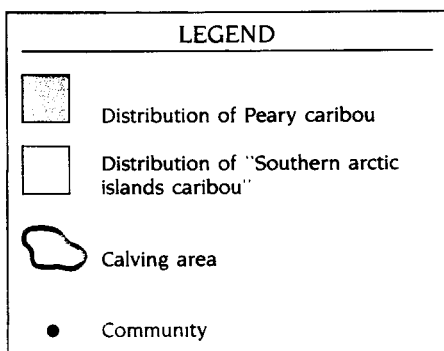 LEGEND
Distribution of Peary caribou
Distribution of "Southern arctic
islands caribou"
Calving area
Community